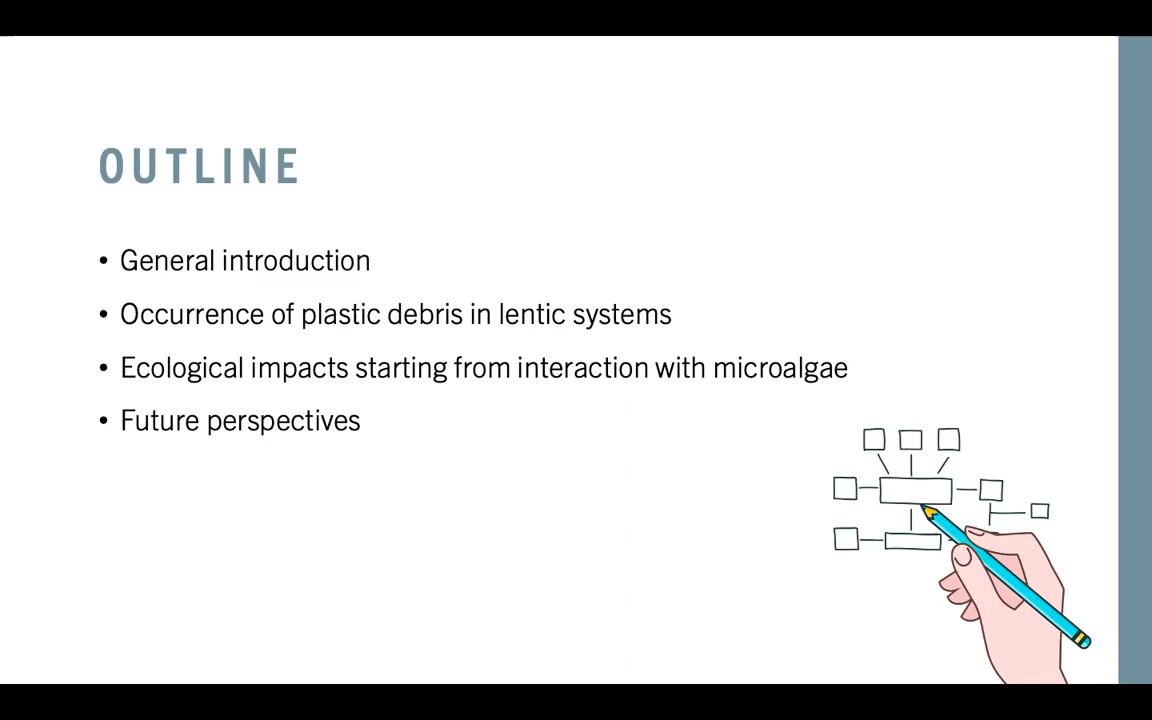 OUTLINE
• General introduction
• Occurrence of plastic debris in lentic systems
• Ecological impacts starting from interaction with microalgae
• Future perspectives